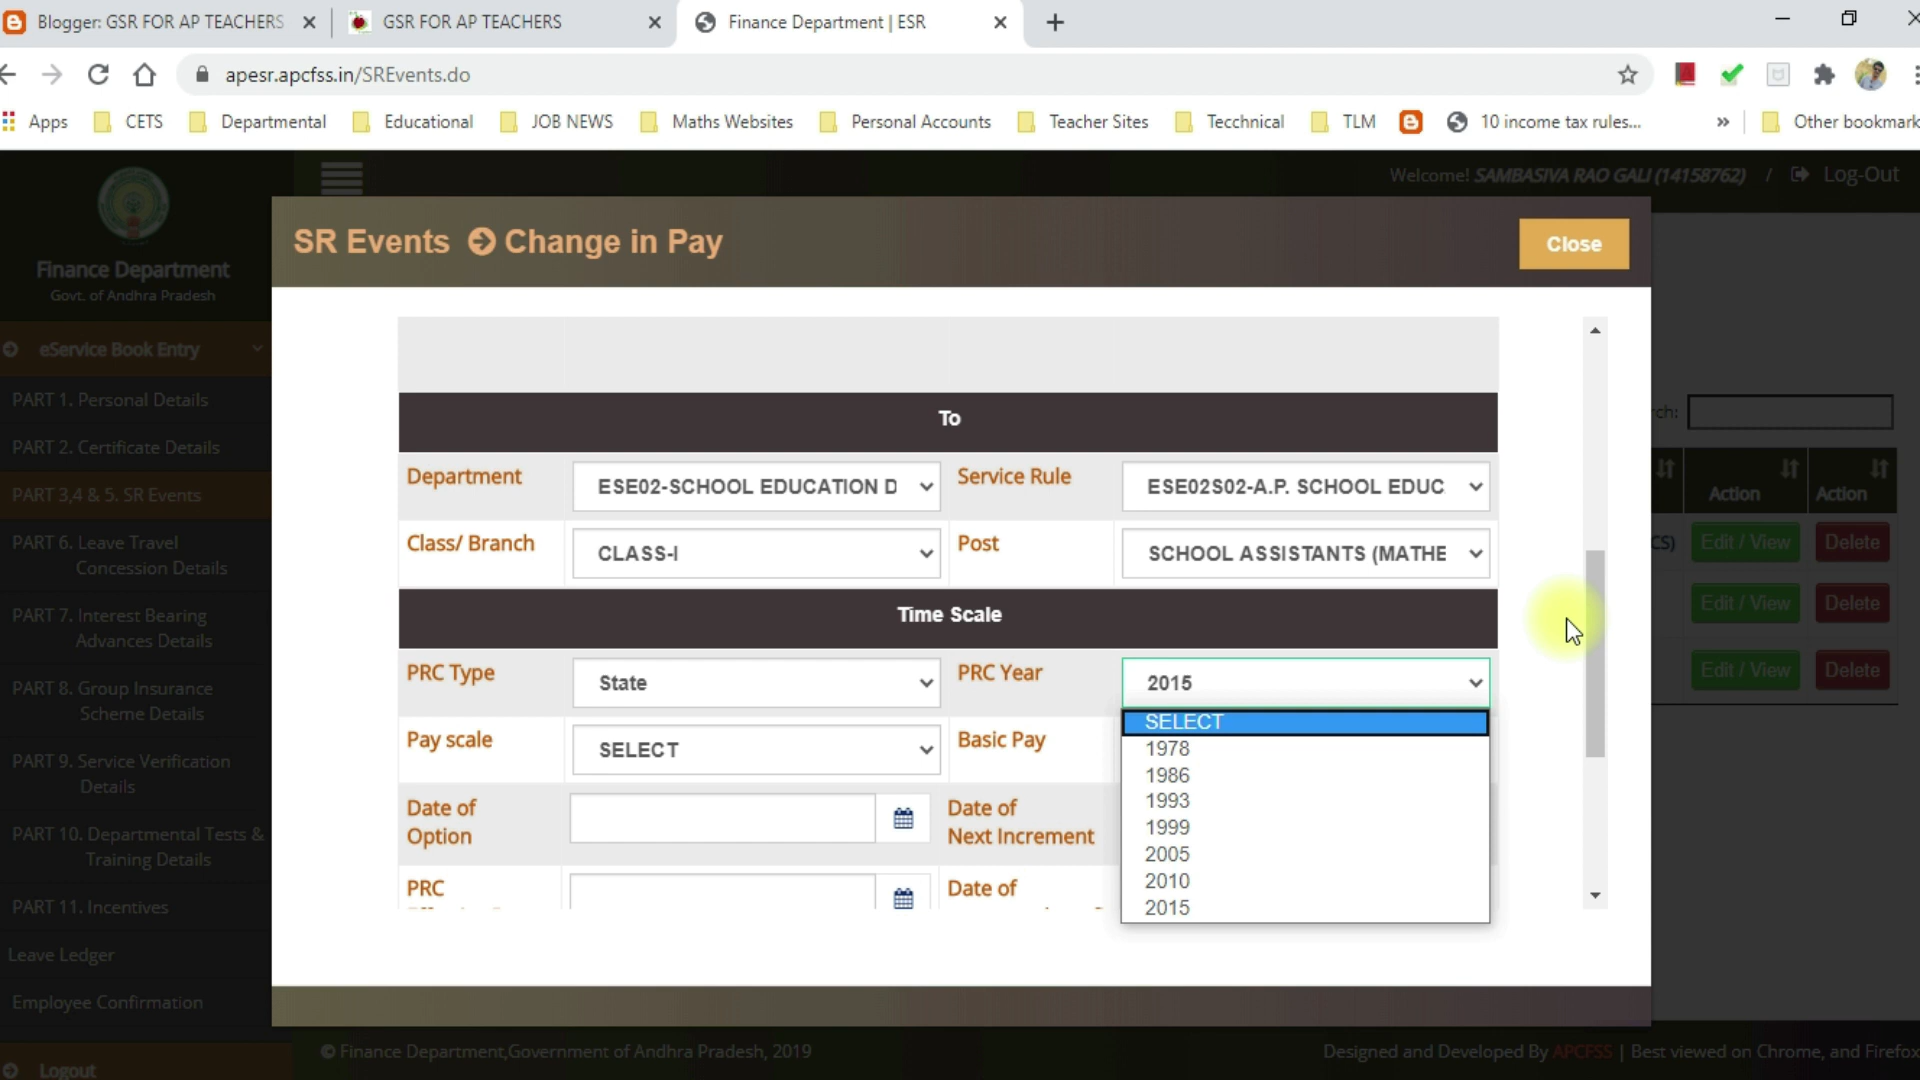 Blogger: GSR FOR AP TEACHERS
GSR FOR AP TEACHERS
Finance Department | ESR
apesr.apcfss.in/SREvents.do
Apps
CETS
Departmental
Educational
JOB NEWS
Maths Websites
Personal Accounts
Teacher Sites
Tecchnical
TLM
10 income tax rules...
»
Other bookmark
Welcome! SAMBASIVA RAO GALI (14158762) / Log-Out
Finance Department
Govt. of Andhra Pradesh
SR Events Change in Pay
Close
eService Book Entry
PART 1. Personal Details
PART 2. Certificate Details
PART 3,4 & 5. SR Events
PART 6. Leave Travel
Concession Details
PART 7. Interest Bearing
Advances Details
PART 8. Group Insurance
Scheme Details
PART 9. Service Verification
Details
PART 10. Departmental Tests &
Training Details
PART 11. Incentives
Leave Ledger
Employee Confirmation
Logout
To
Department
ESE02-SCHOOL EDUCATION D
Service Rule
ESE02S02-A.P. SCHOOL EDUC
Class/ Branch
CLASS-I
Post
SCHOOL ASSISTANTS (MATHE
Time Scale
PRC Type
State
PRC Year
2015
SELECT
1978
1986
1993
1999
2005
2010
2015
Pay scale
SELECT
Basic Pay
Date of
Option
Date of
Next Increment
PRC
Date of
rch:
Action
Action
CS)
Edit / View
Delete
Edit / View
Delete
Edit / View
Delete
© Finance Department,Government of Andhra Pradesh, 2019
Designed and Developed By APCFSS | Best viewed on Chrome, and Firefox